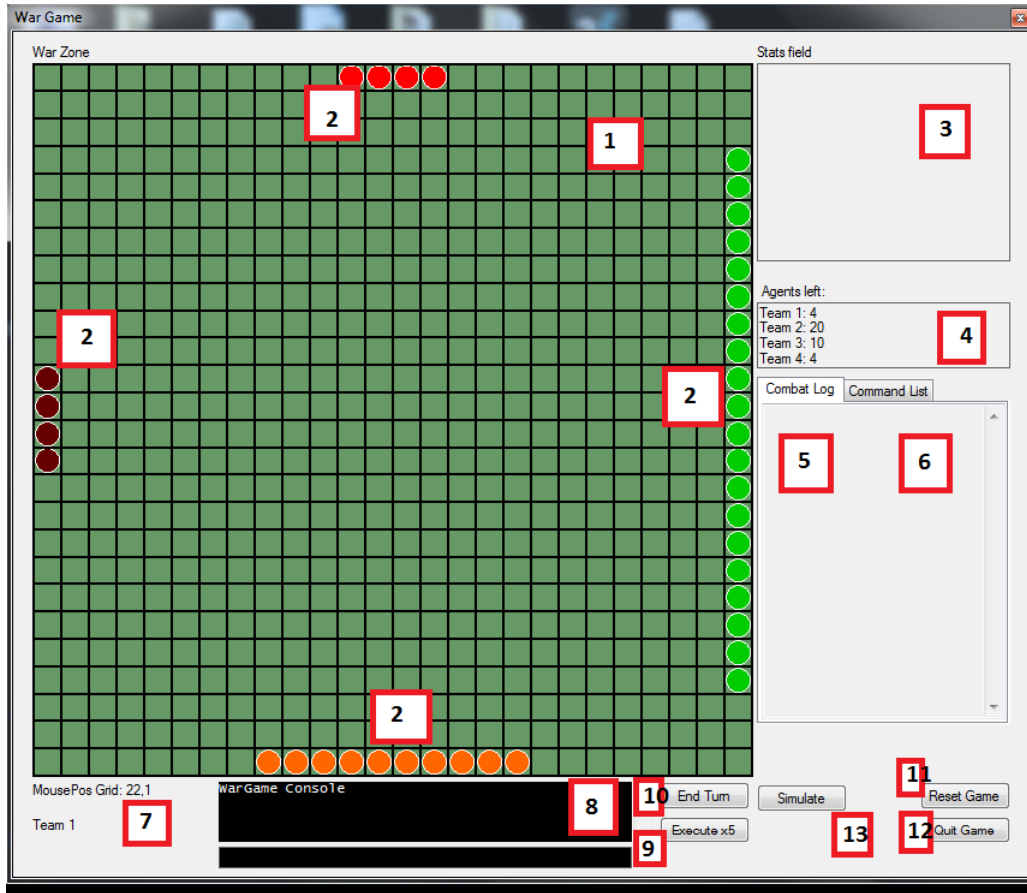 War Game
x
War Zone
Stats field
2
1
3
Agents left:
Team 1: 4
Team 2: 20
Team 3: 10
Team 4: 4
4
2
2
Combat Log
Command List
5
6
2
MousePos Grid: 22,1
Team 1
7
WarGame Console
8
9
10
End Turn
Execute x5
Simulate
13
11
Reset Game
12
Quit Game